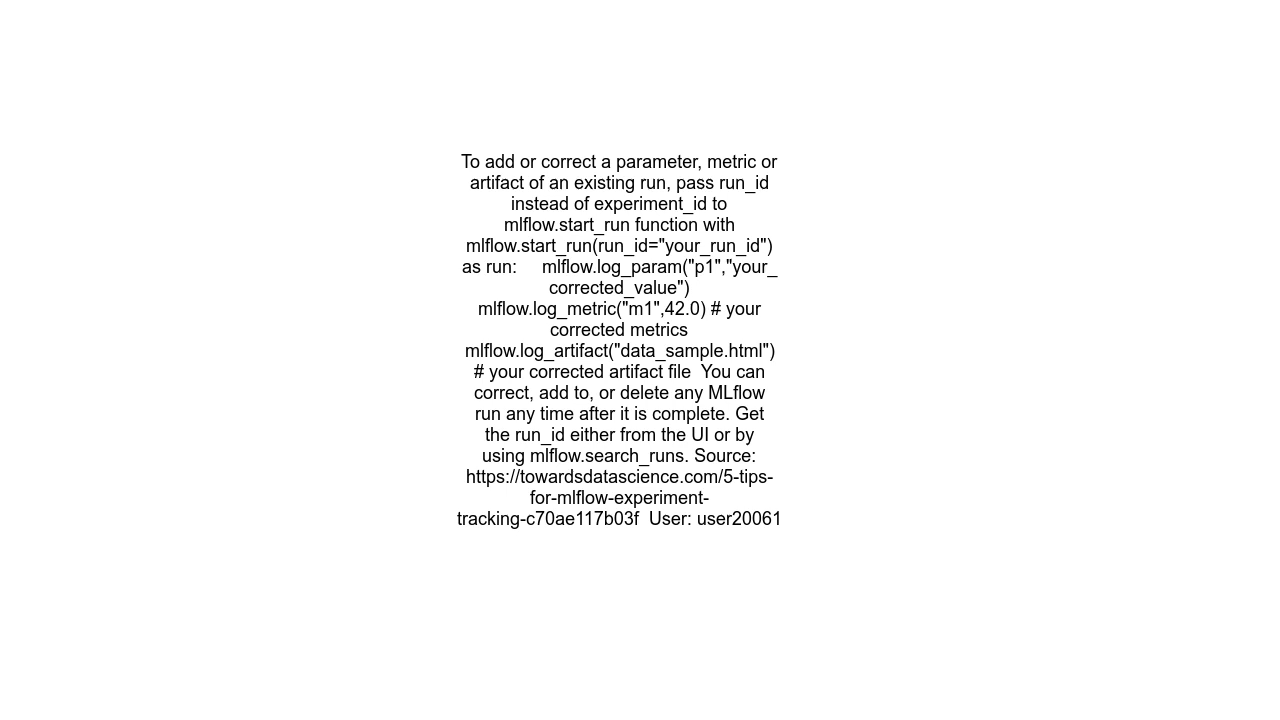 To add or correct a parameter, metric or
artifact of an existing run, pass run_id
instead of experiment_id to
mlflow.start_run function with
mlflow.start_run(run_id="your_run_id")
as run:     mlflow.log_param("p1","your_
corrected_value")
mlflow.log_metric("m1",42.0) # your
corrected metrics
mlflow.log_artifact("data_sample.html")
# your corrected artifact file  You can
correct, add to, or delete any MLflow
run any time after it is complete. Get
the run_id either from the UI or by
using mlflow.search_runs. Source:
https://towardsdatascience.com/5-tips-
for-mlflow-experiment-
tracking-c70ae117b03f  User: user20061